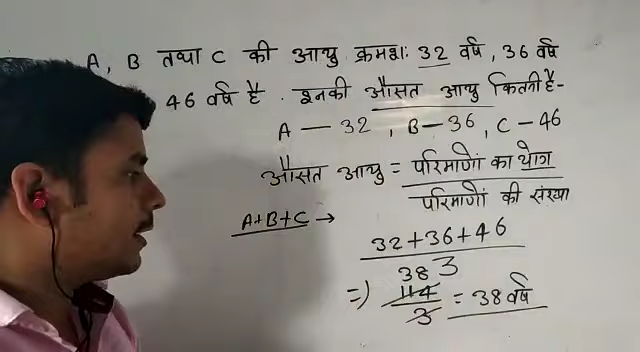 A, B तथा C की आयु क्रमशः 32 वर्ष, 36 वर्ष
46 वर्ष है . इनकी औसत आयु कितनी है-
A — 32 , B — 36 , C — 46
औसत आयु = परिमाणों का योग
परिमाणों की संख्या
A+B+C →
32+36+46
3
38
=) 114 = 38 वर्ष
3